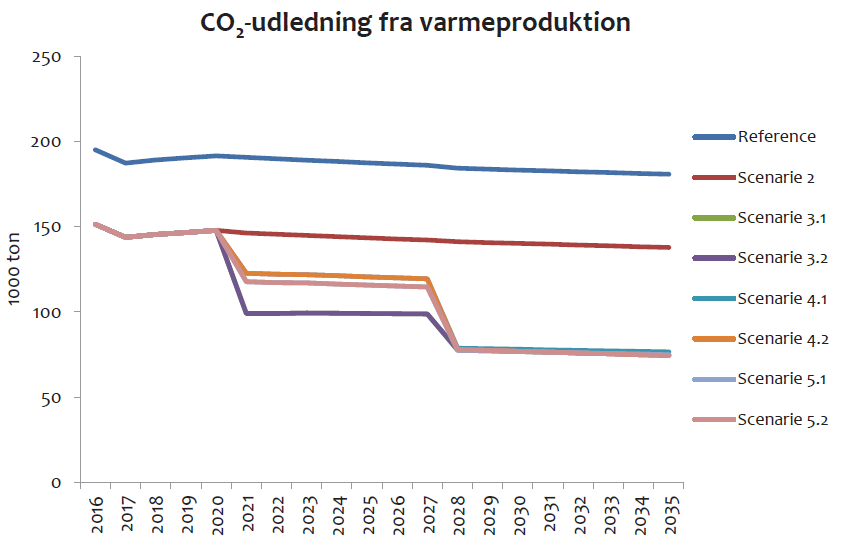 CO₂-udledning fra varmeproduktion
250
200
150
100
50
0
1000 ton
2016
2017
2018
2019
2020
2021
2022
2023
2024
2025
2026
2027
2028
2029
2030
2031
2032
2033
2034
2035
Reference
Scenarie 2
Scenarie 3.1
Scenarie 3.2
Scenarie 4.1
Scenarie 4.2
Scenarie 5.1
Scenarie 5.2